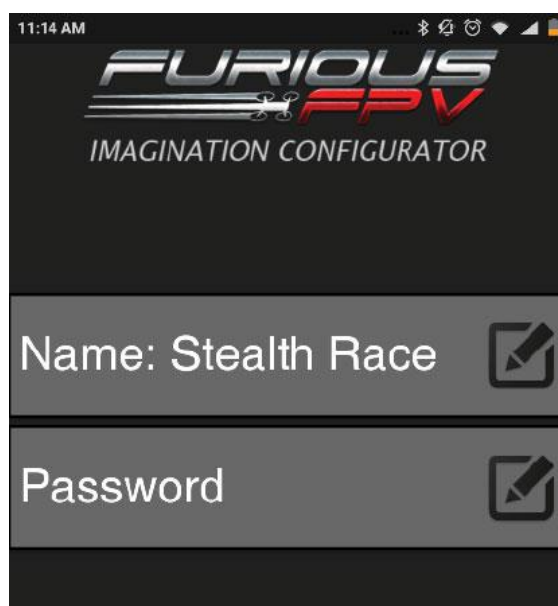 11:14 AM
FURIOUS
FPV
IMAGINATION CONFIGURATOR
Name: Stealth Race
Password